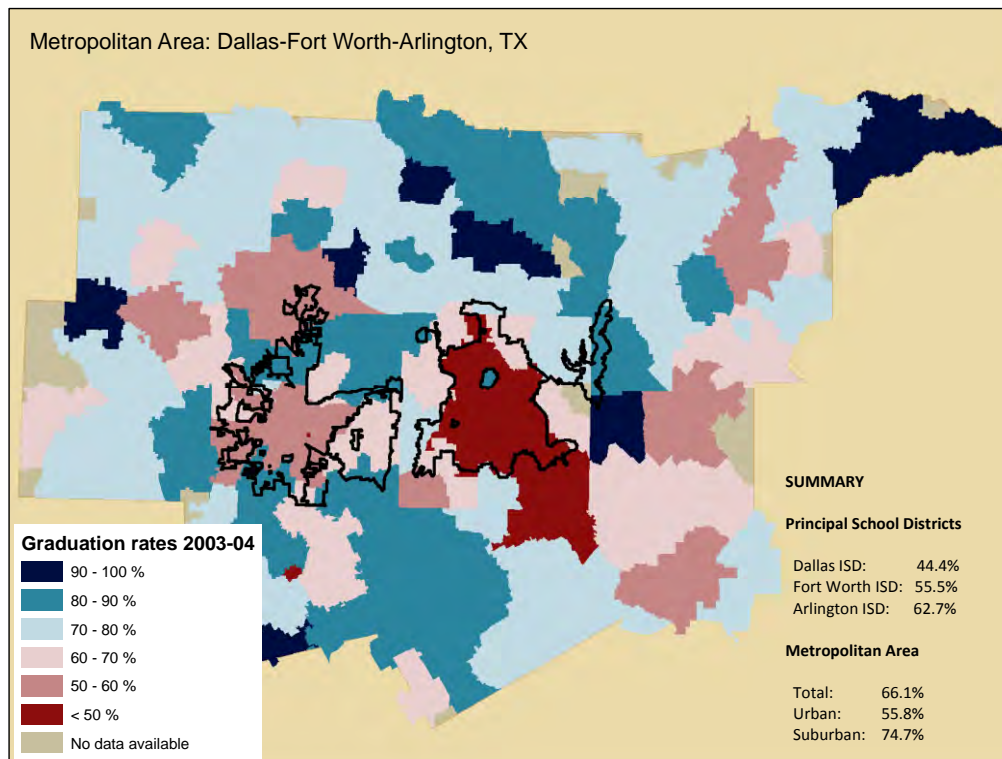 Metropolitan Area: Dallas-Fort Worth-Arlington, TX
Graduation rates 2003-04
90 - 100 %
80 - 90 %
70 - 80 %
60 - 70 %
50 - 60 %
< 50 %
No data available
SUMMARY
Principal School Districts
Dallas ISD: 44.4%
Fort Worth ISD: 55.5%
Arlington ISD: 62.7%
Metropolitan Area
Total: 66.1%
Urban: 55.8%
Suburban: 74.7%